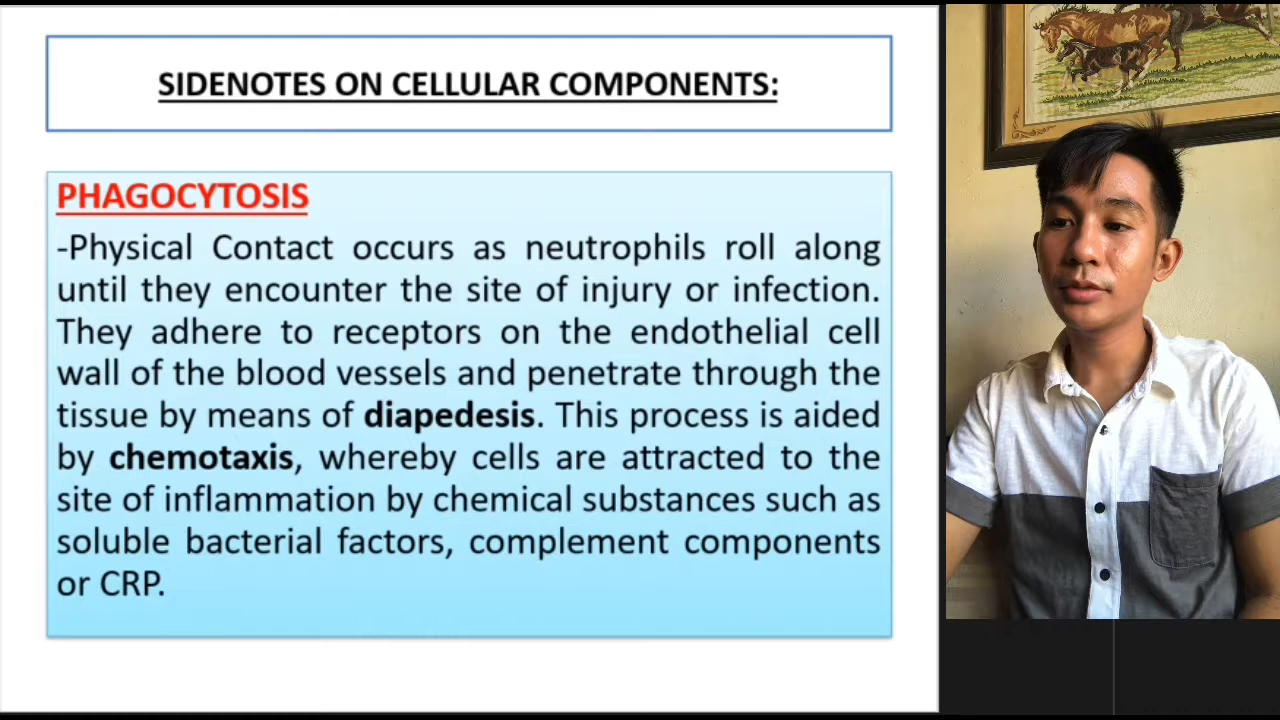 SIDENOTES ON CELLULAR COMPONENTS:
PHAGOCYTOSIS
-Physical Contact occurs as neutrophils roll along
until they encounter the site of injury or infection.
They adhere to receptors on the endothelial cell
wall of the blood vessels and penetrate through the
tissue by means of diapedesis. This process is aided
by chemotaxis, whereby cells are attracted to the
site of inflammation by chemical substances such as
soluble bacterial factors, complement components
or CRP.